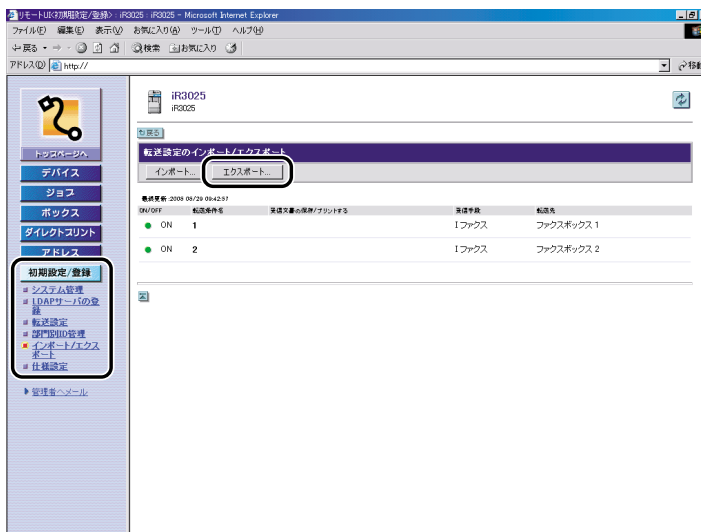 リモートUI<初期設定/登録> : iR3025 : iR3025 - Microsoft Internet Explorer
ファイル(F) 編集(E) 表示(V) お気に入り(A) ツール(T) ヘルプ(H)
戻る 検索 お気に入り
アドレス(D) http:// 移動
iR3025
iR3025
戻る
トップページへ
転送設定のインポート/エクスポート
インポート... エクスポート...
デバイス
ジョブ
ボックス
ダイレクトプリント
アドレス
最終更新 :2008 08/29
ON/OFF 転送条件名 受信文書の保存/プリントする 受信手段 転送先
ON 1 Iファクス ファクスボックス 1
ON 2 Iファクス ファクスボックス 2
初期設定/登録
システム管理
LDAPサーバの登
録
転送設定
部門別ID管理
インポート/エクス
ポート
仕様設定
管理者へメール